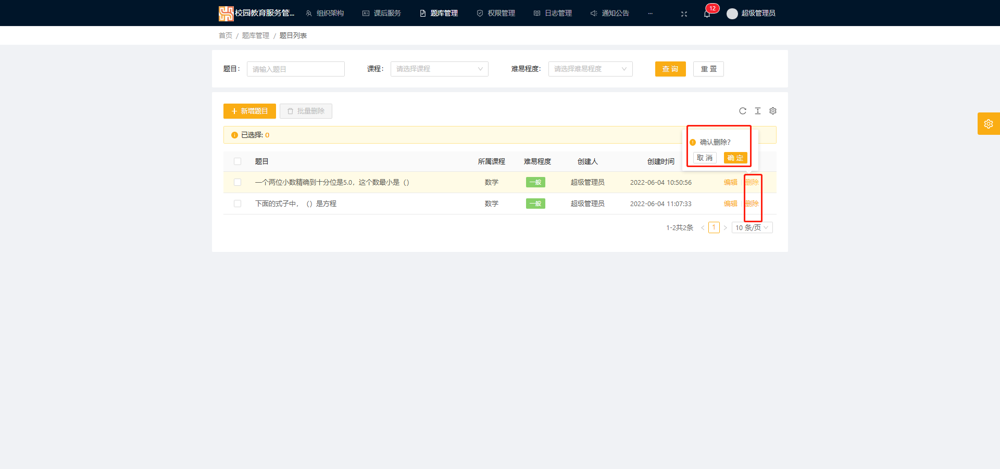 校园教育服务管... 组织架构 课后服务 题库管理 权限管理 日志管理 通知公告 ··· 12 超级管理员
首页 / 题库管理 / 题目列表
题目： 请输入题目 课程： 请选择课程 难易程度： 请选择难易程度 查 询 重 置
新增题目 批量删除
已选择: 0
确认删除？
取 消 确 定
题目 所属课程 难易程度 创建人 创建时间
一个两位小数精确到十分位是5.0，这个数最小是（） 数学 一般 超级管理员 2022-06-04 10:50:56 编辑 删除
下面的式子中，（）是方程 数学 一般 超级管理员 2022-06-04 11:07:33 编辑 删除
1-2共2条 < 1 > 10 条/页